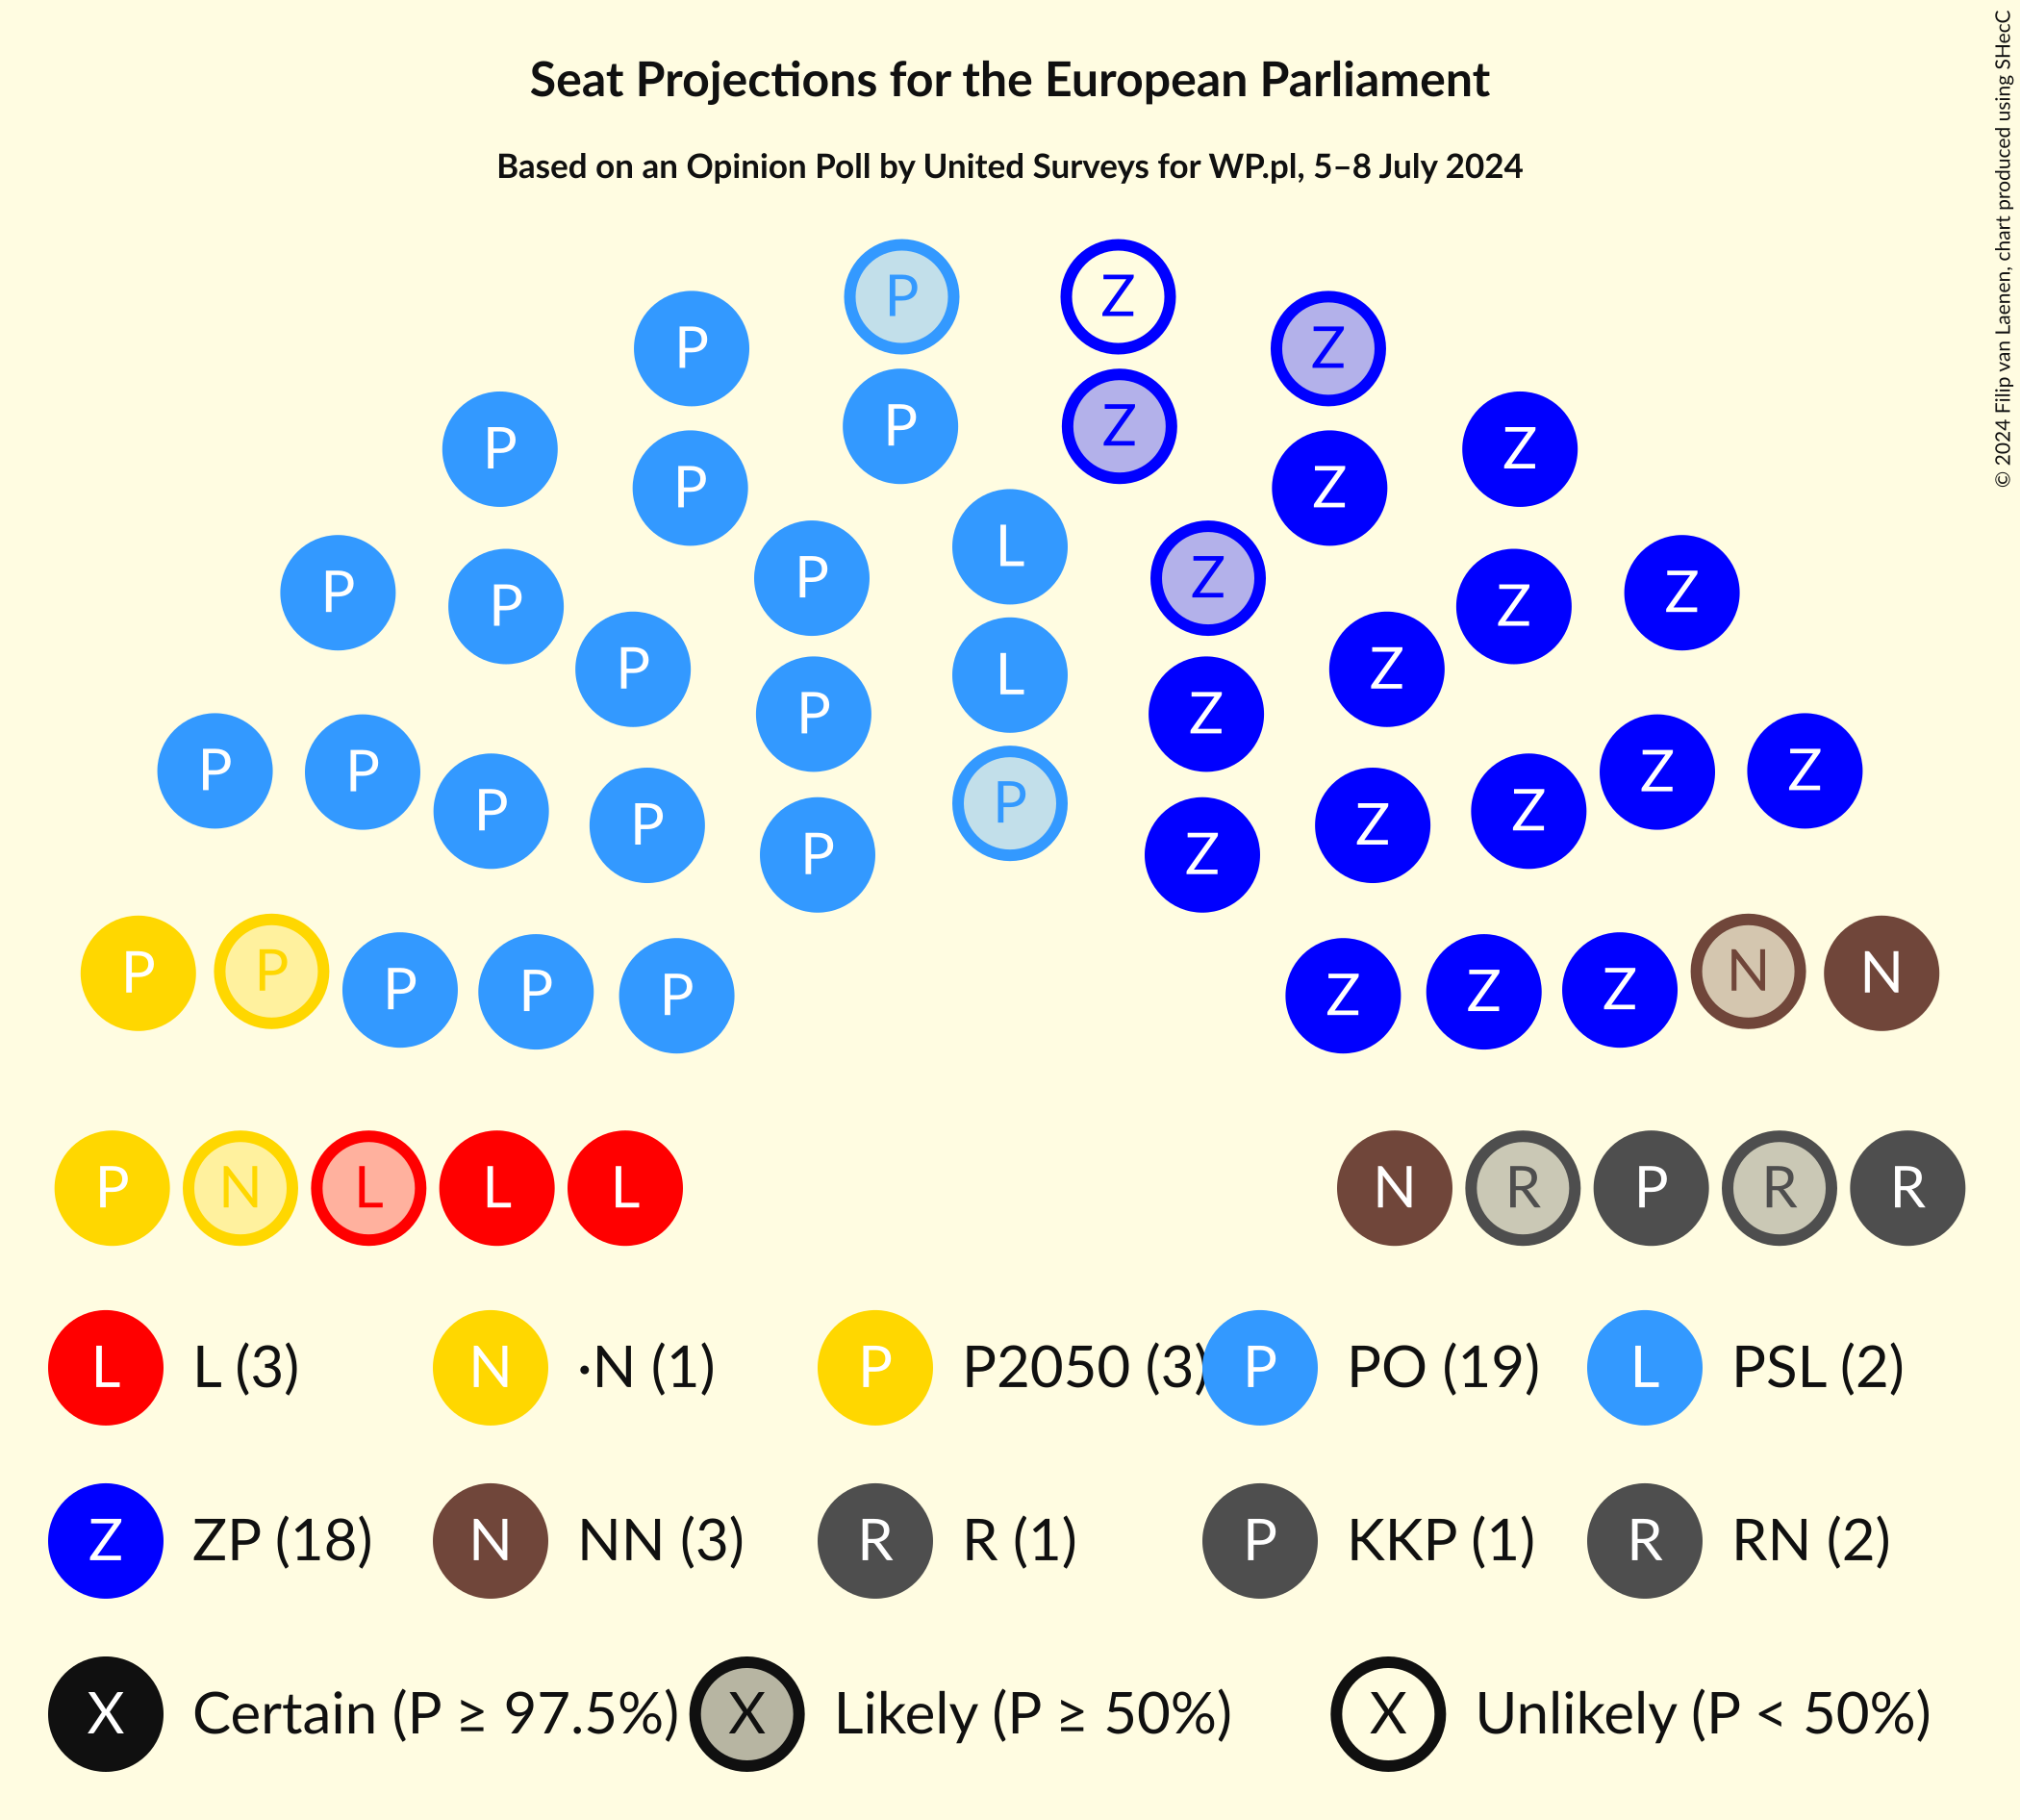 Seat Projections for the European Parliament
Based on an Opinion Poll by United Surveys for WP.pl, 5–8 July 2024
© 2024 Filip van Laenen, chart produced using SHecC
P Z
P Z
P Z
P Z
P Z
L
P Z
P Z
P Z
P Z
L
P Z
P Z
P Z
P Z
P Z
P
P Z
P P P P P Z Z Z N N
P N L L L N R P R R
L L (3) N ·N (1) P P2050 (3) P PO (19) L PSL (2)
Z ZP (18) N NN (3) R R (1) P KKP (1) R RN (2)
X Certain (P ≥ 97.5%) X Likely (P ≥ 50%) X Unlikely (P < 50%)